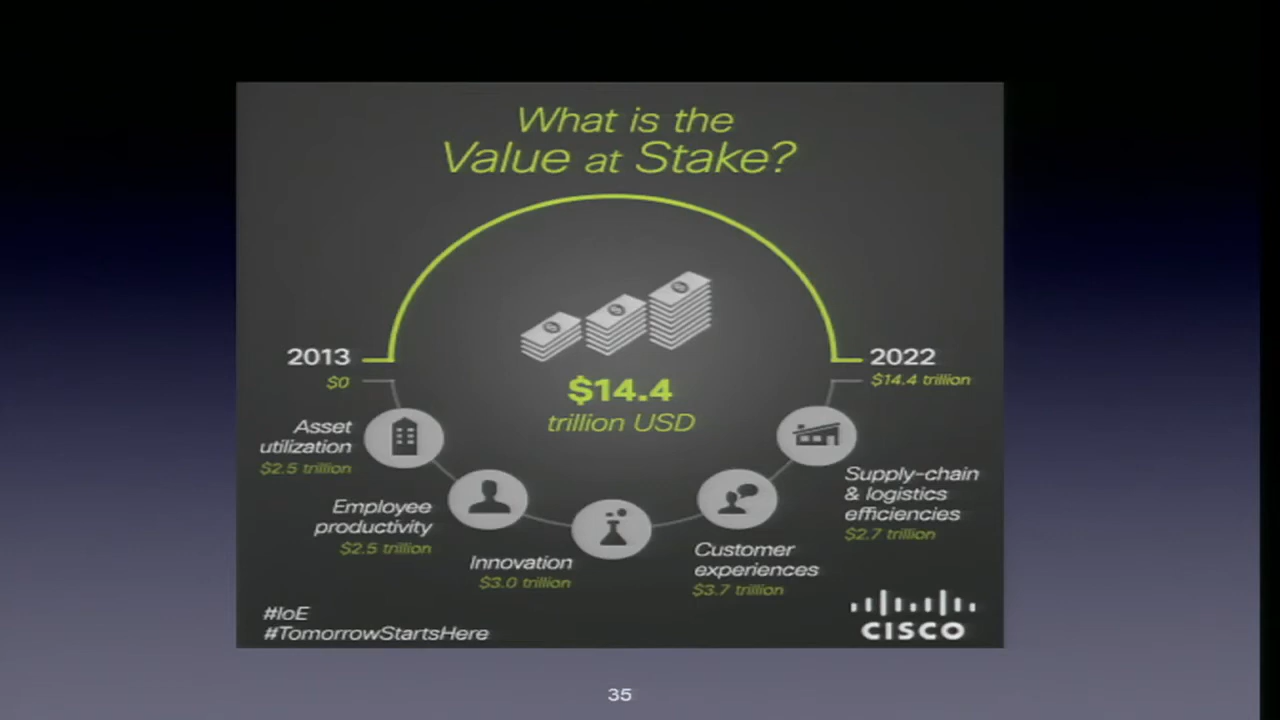 What is the
Value at Stake?
2013
$0
2022
$14.4 trillion
$14.4
trillion USD
Asset
utilization
$2.5 trillion
Employee
productivity
$2.5 trillion
Innovation
$3.0 trillion
Customer
experiences
$3.7 trillion
Supply-chain
& logistics
efficiencies
$2.7 trillion
#IoE
#TomorrowStartsHere
CISCO
35